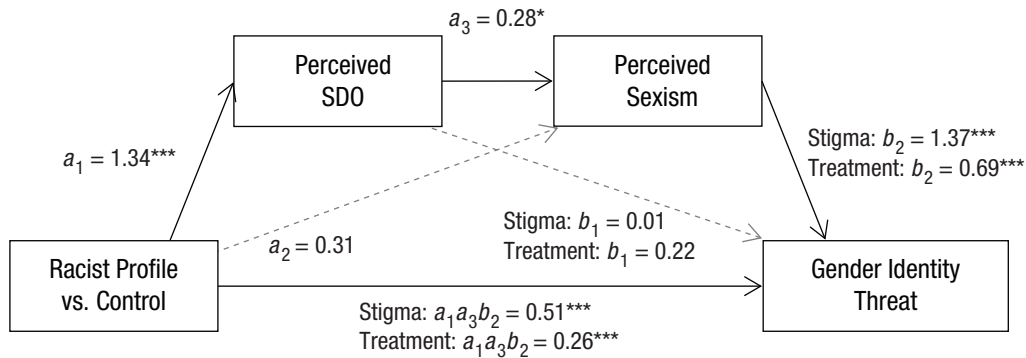 a3 = 0.28*
Perceived
SDO
Perceived
Sexism
a1 = 1.34***
Stigma: b2 = 1.37***
Treatment: b2 = 0.69***
a2 = 0.31
Stigma: b1 = 0.01
Treatment: b1 = 0.22
Racist Profile
vs. Control
Gender Identity
Threat
Stigma: a1a3b2 = 0.51***
Treatment: a1a3b2 = 0.26***